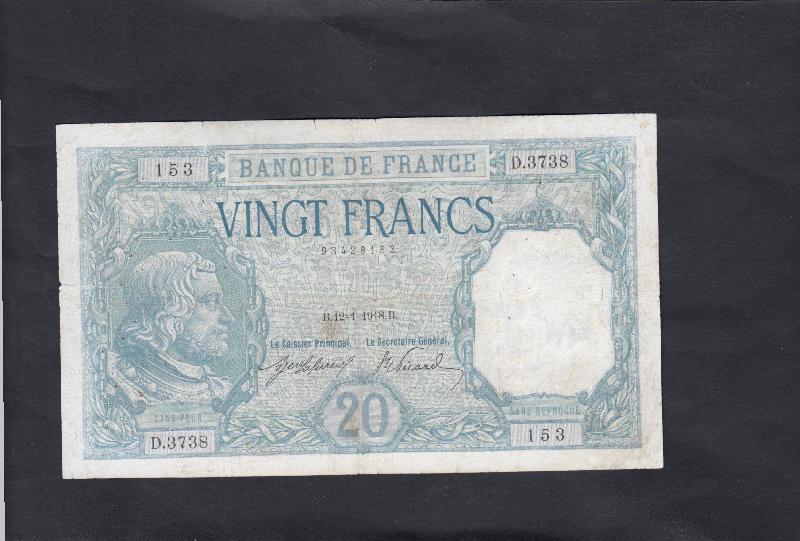 153 BANQUE DE FRANCE D.3738
VINGT FRANCS
93428153
B.12-1-1918.B.
Le Caissier Principal, Le Secrétaire Général,
SANS PEUR SANS REPROCHE
D.3738 20 153